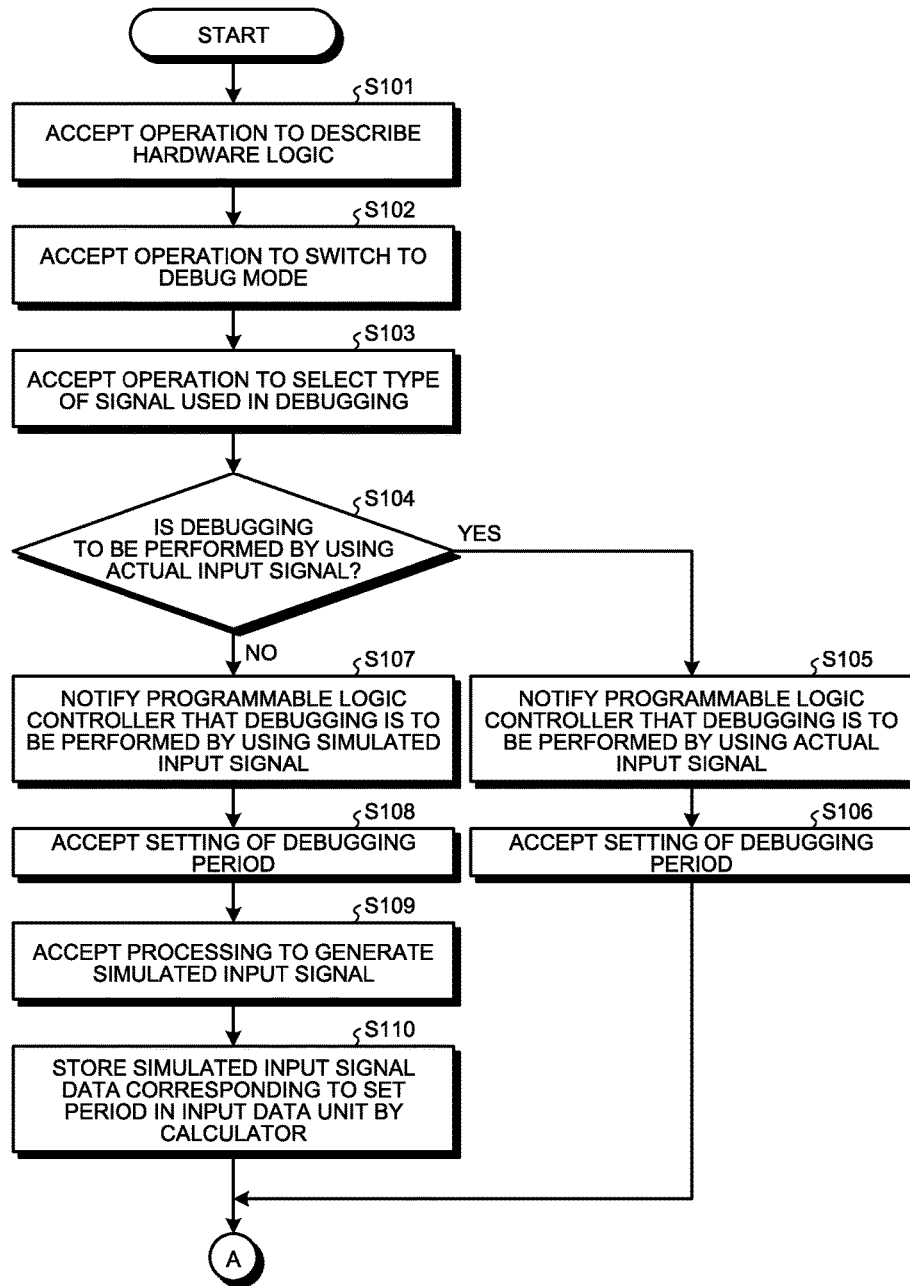 START
S101
ACCEPT OPERATION TO DESCRIBE
HARDWARE LOGIC
S102
ACCEPT OPERATION TO SWITCH TO
DEBUG MODE
S103
ACCEPT OPERATION TO SELECT TYPE
OF SIGNAL USED IN DEBUGGING
S104
IS DEBUGGING
TO BE PERFORMED BY USING
ACTUAL INPUT SIGNAL?
YES
NO
S107
NOTIFY PROGRAMMABLE LOGIC
CONTROLLER THAT DEBUGGING IS TO
BE PERFORMED BY USING SIMULATED
INPUT SIGNAL
S105
NOTIFY PROGRAMMABLE LOGIC
CONTROLLER THAT DEBUGGING IS TO
BE PERFORMED BY USING ACTUAL
INPUT SIGNAL
S108
ACCEPT SETTING OF DEBUGGING
PERIOD
S106
ACCEPT SETTING OF DEBUGGING
PERIOD
S109
ACCEPT PROCESSING TO GENERATE
SIMULATED INPUT SIGNAL
S110
STORE SIMULATED INPUT SIGNAL
DATA CORRESPONDING TO SET
PERIOD IN INPUT DATA UNIT BY
CALCULATOR
A